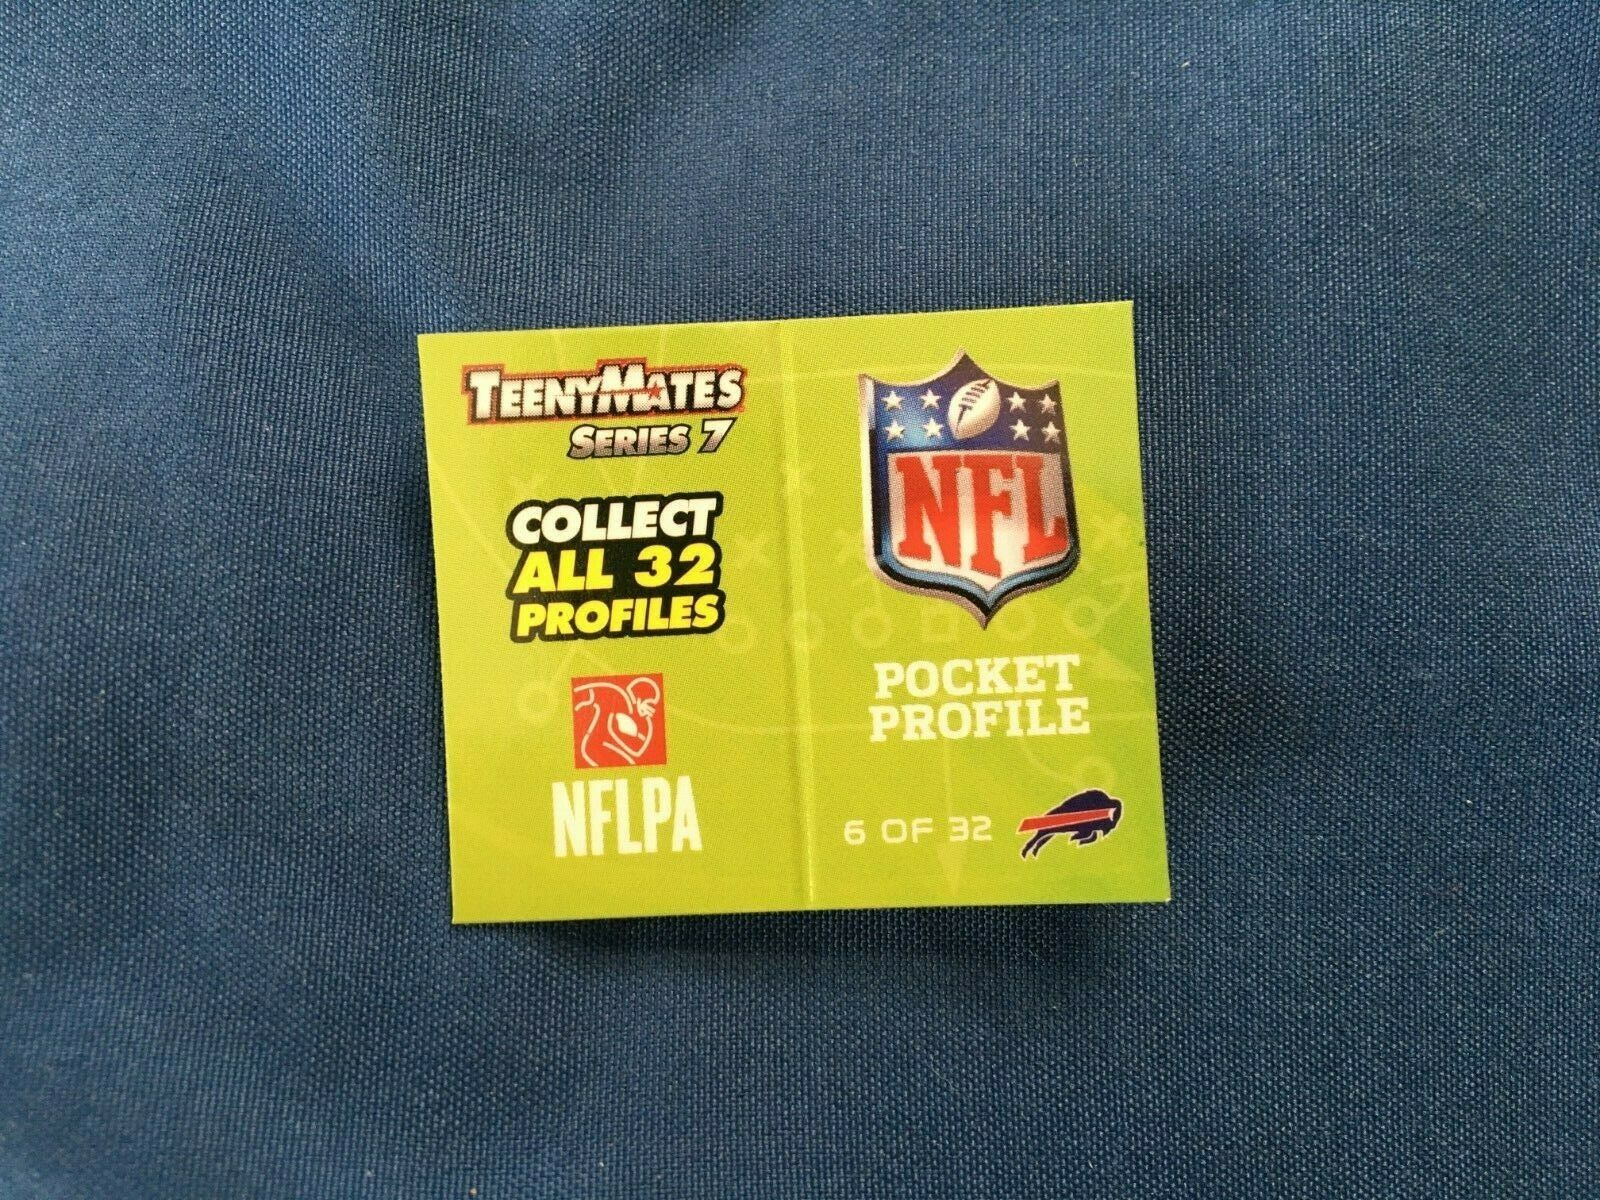 TEENYMATES
SERIES 7
COLLECT
ALL 32
PROFILES
NFLPA
NFL
POCKET
PROFILE
6 OF 32